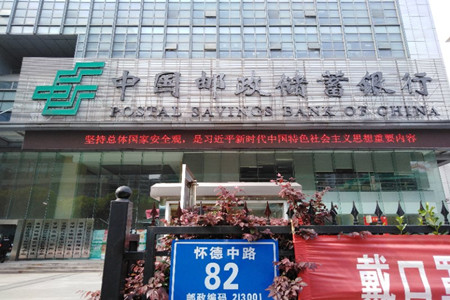 中国邮政储蓄银行
POSTAL SAVINGS BANK OF CHINA
坚持总体国家安全观，是习近平新时代中国特色社会主义思想重要内容
怀德中路
82
邮政编码 213001
戴口罩